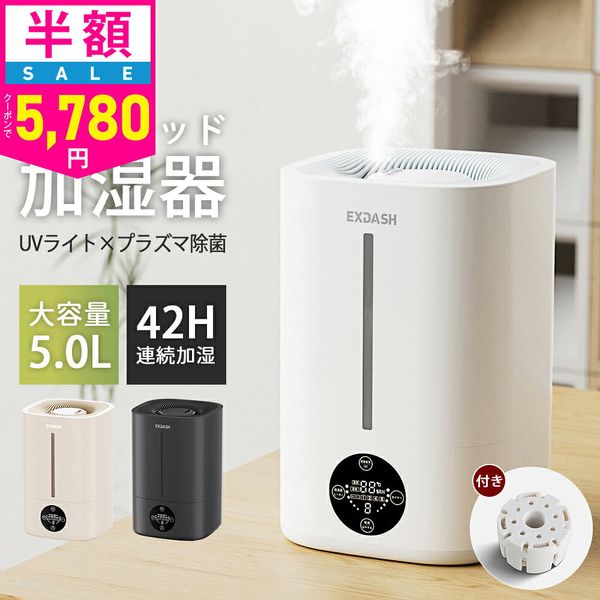 半額
SALE
クーポンで
5,780
円
ッド
加湿器
UVライト×プラズマ除菌
大容量
5.0L
42H
連続加湿
EXDASH
EXDASH
EXDASH
付き